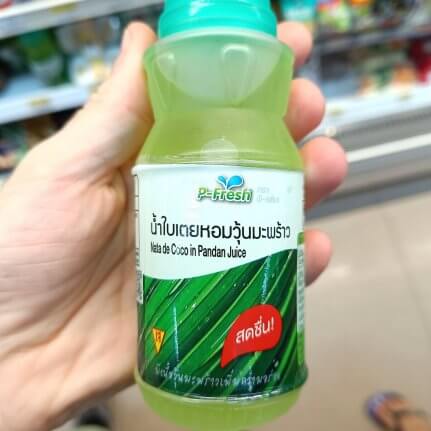 P-Fresh
น้ำใบเตยหอมวุ้นมะพร้าว
Nata de Coco in Pandan Juice
สดชื่น!